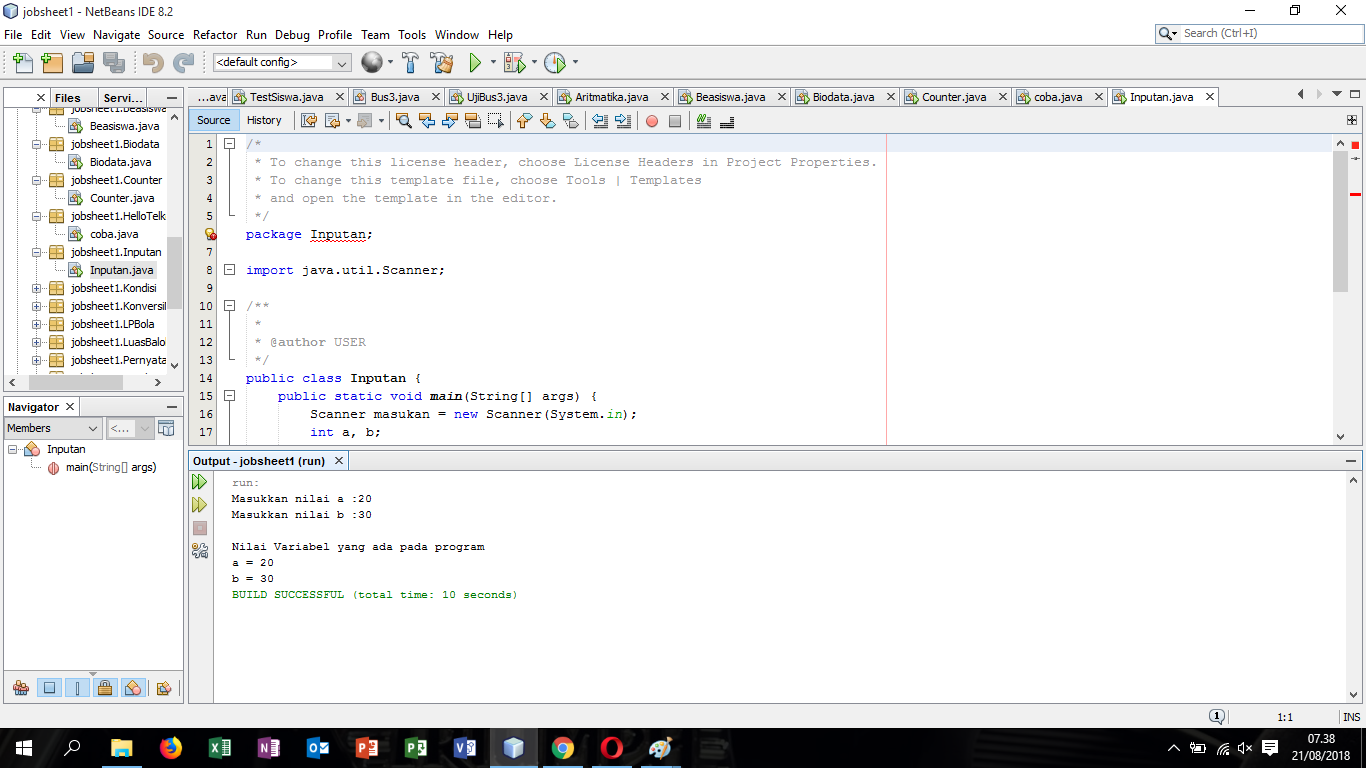 jobsheet1 - NetBeans IDE 8.2
File Edit View Navigate Source Refactor Run Debug Profile Team Tools Window Help
Search (Ctrl+I)
<default config>
Files Servi...
...ava TestSiswa.java Bus3.java UjiBus3.java Aritmatika.java Beasiswa.java Biodata.java Counter.java coba.java Inputan.java
Source History
jobsheet1.Beasiswa
Beasiswa.java
jobsheet1.Biodata
Biodata.java
jobsheet1.Counter
Counter.java
jobsheet1.HelloTelk
coba.java
jobsheet1.Inputan
Inputan.java
jobsheet1.Kondisi
jobsheet1.Konversi
jobsheet1.LPBola
jobsheet1.LuasBalo
jobsheet1.Pernyata
1 /*
2 * To change this license header, choose License Headers in Project Properties.
3 * To change this template file, choose Tools | Templates
4 * and open the template in the editor.
5 */
package Inputan;
7
8 import java.util.Scanner;
9
10 /**
11 *
12 * @author USER
13 */
14 public class Inputan {
15 public static void main(String[] args) {
16 Scanner masukan = new Scanner(System.in);
17 int a, b;
Navigator
Members <...
Inputan
main(String[] args)
Output - jobsheet1 (run)
run:
Masukkan nilai a :20
Masukkan nilai b :30
Nilai Variabel yang ada pada program
a = 20
b = 30
BUILD SUCCESSFUL (total time: 10 seconds)
1 1:1 INS
07.38
21/08/2018